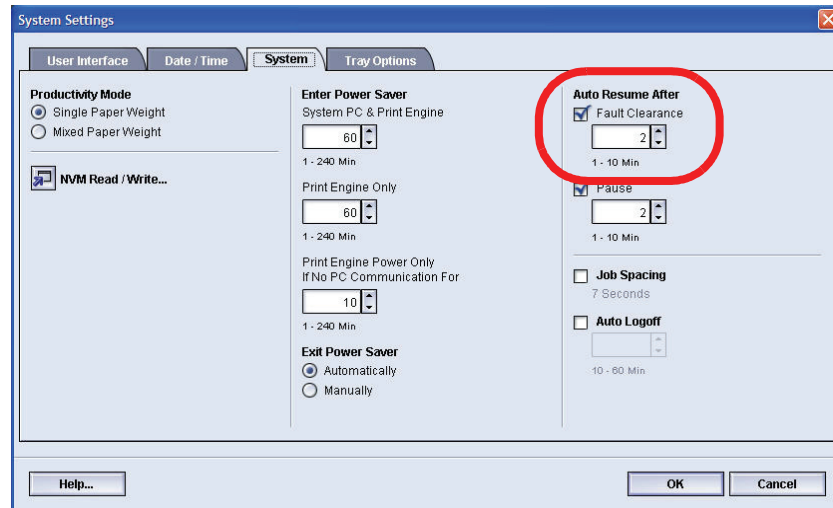 System Settings
User Interface
Date / Time
System
Tray Options
Productivity Mode
Single Paper Weight
Mixed Paper Weight
NVM Read / Write...
Enter Power Saver
System PC & Print Engine
60
1 - 240 Min
Print Engine Only
60
1 - 240 Min
Print Engine Power Only
If No PC Communication For
10
1 - 240 Min
Exit Power Saver
Automatically
Manually
Auto Resume After
Fault Clearance
2
1 - 10 Min
Pause
2
1 - 10 Min
Job Spacing
7 Seconds
Auto Logoff
10 - 60 Min
Help...
OK
Cancel